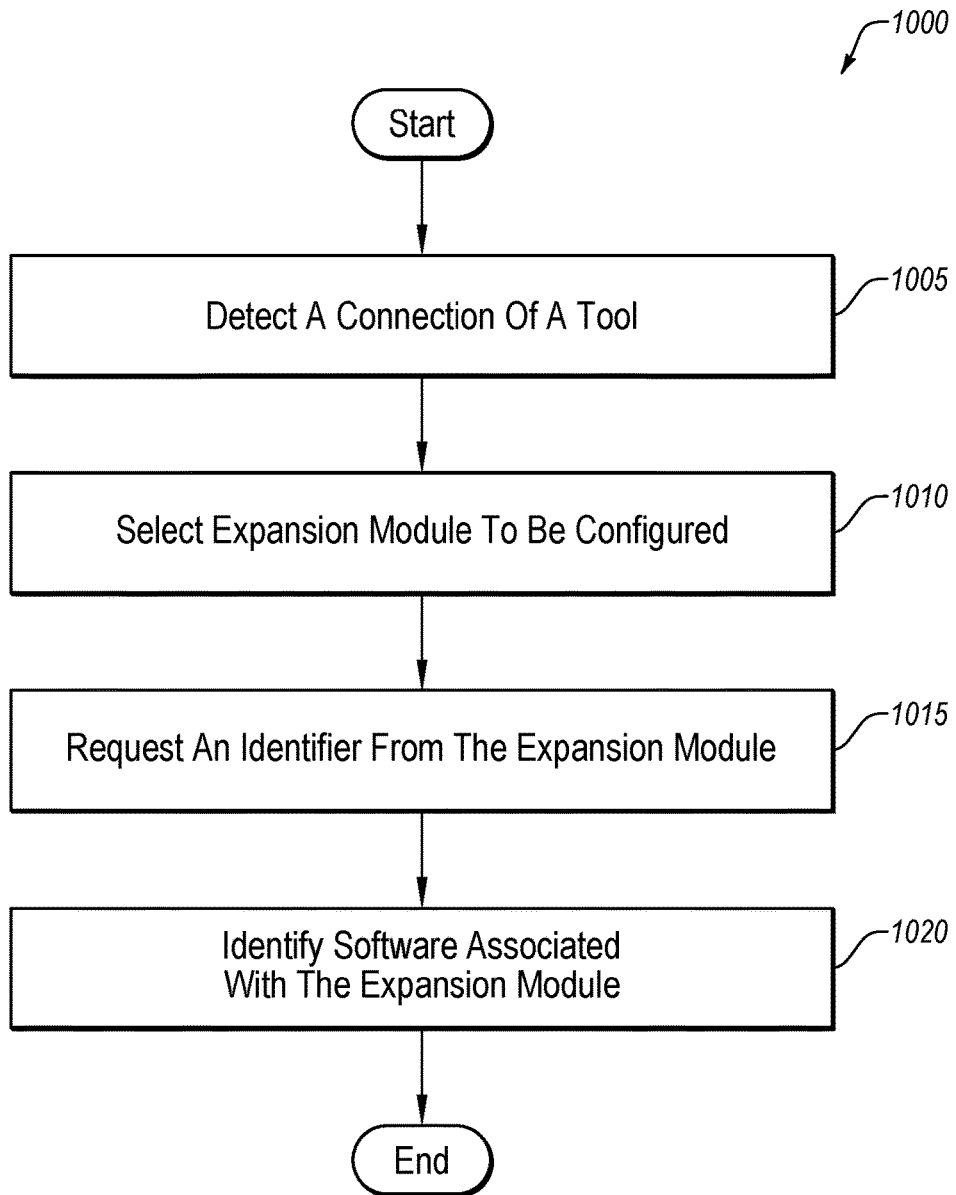 1000
Start
Detect A Connection Of A Tool
1005
Select Expansion Module To Be Configured
1010
Request An Identifier From The Expansion Module
1015
Identify Software Associated
With The Expansion Module
1020
End